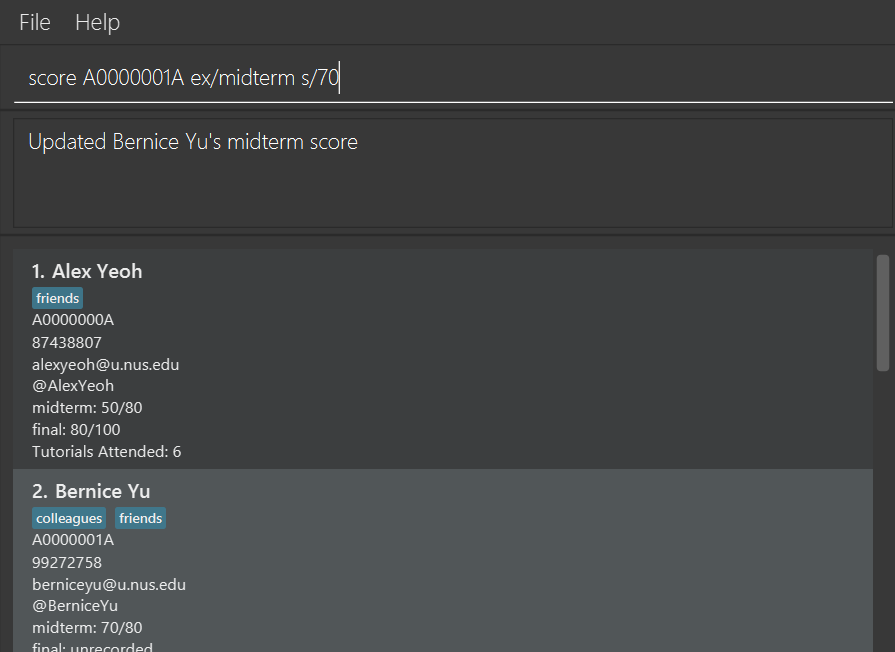 File Help
score A0000001A ex/midterm s/70
Updated Bernice Yu's midterm score
1. Alex Yeoh
friends
A0000000A
87438807
alexyeoh@u.nus.edu
@AlexYeoh
midterm: 50/80
final: 80/100
Tutorials Attended: 6
2. Bernice Yu
colleagues friends
A0000001A
99272758
berniceyu@u.nus.edu
@BerniceYu
midterm: 70/80
final: unrecorded